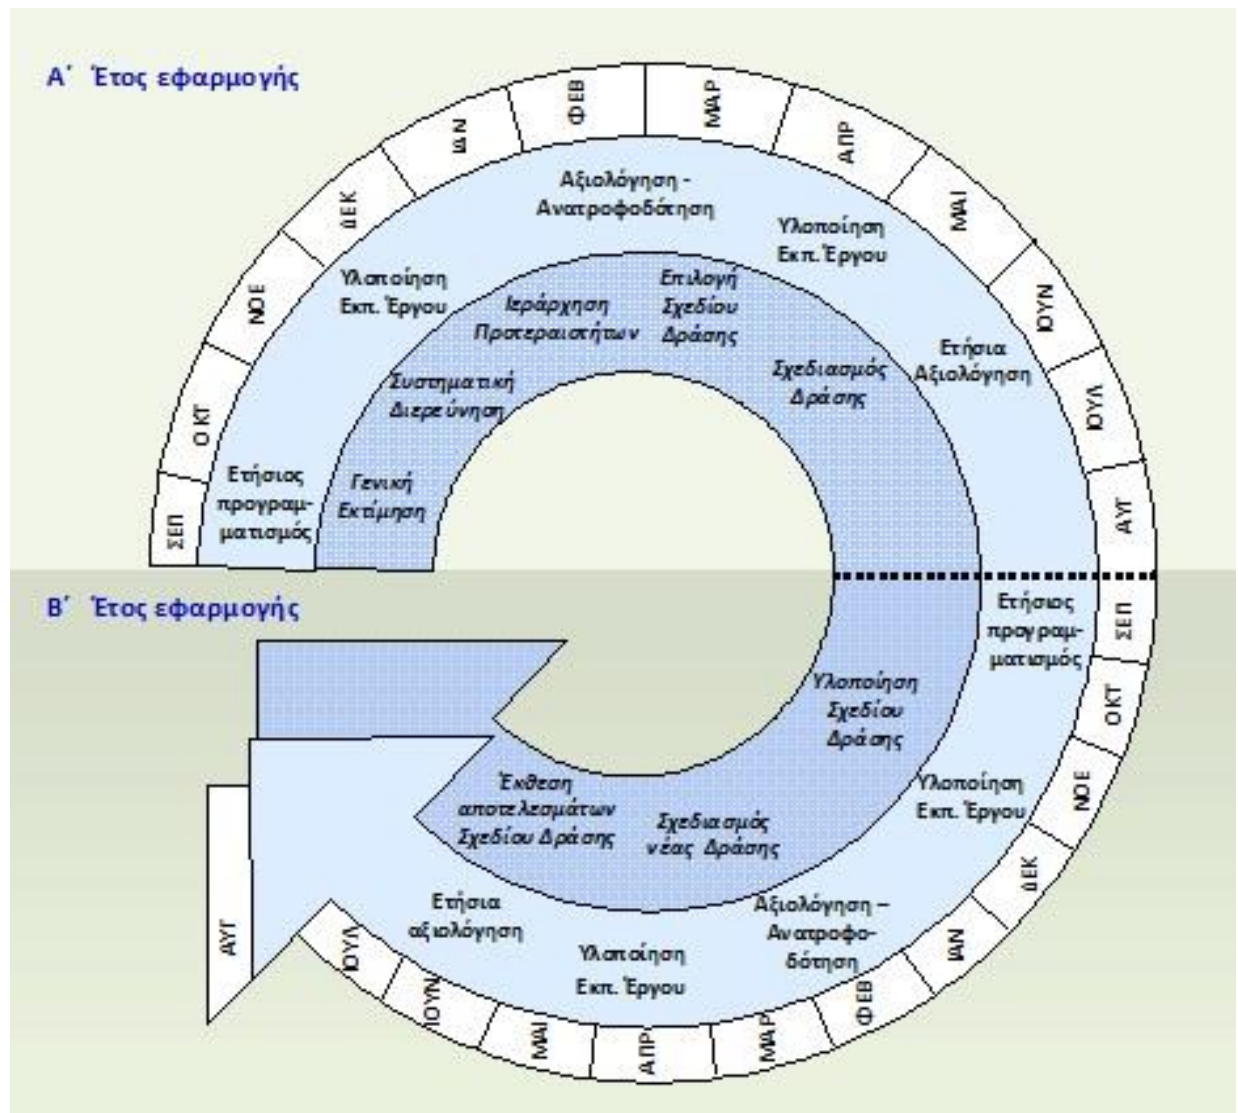 Α΄ Έτος εφαρμογής
ΣΕΠ
ΟΚΤ
ΝΟΕ
ΔΕΚ
ΙΑΝ
ΦΕΒ
ΜΑΡ
ΑΠΡ
ΜΑΙ
ΙΟΥΝ
ΙΟΥΛ
ΑΥΓ
Ετήσιος
προγραμ-
ματισμός
Υλοποίηση
Εκπ. Έργου
Αξιολόγηση -
Ανατροφοδότηση
Υλοποίηση
Εκπ. Έργου
Ετήσια
Αξιολόγηση
Γενική
Εκτίμηση
Συστηματική
Διερεύνηση
Ιεράρχηση
Προτεραιοτήτων
Επιλογή
Σχεδίου
Δράσης
Σχεδιασμός
Δράσης
Β΄ Έτος εφαρμογής
ΣΕΠ
ΟΚΤ
ΝΟΕ
ΔΕΚ
ΙΑΝ
ΦΕΒ
ΜΑΡ
ΑΠΡ
ΜΑΙ
ΙΟΥΝ
ΙΟΥΛ
ΑΥΓ
Ετήσιος
προγραμ-
ματισμός
Υλοποίηση
Εκπ. Έργου
Αξιολόγηση –
Ανατροφο-
δότηση
Υλοποίηση
Εκπ. Έργου
Ετήσια
αξιολόγηση
Υλοποίηση
Σχεδίου
Δράσης
Σχεδιασμός
νέας Δράσης
Έκθεση
αποτελεσμάτων
Σχεδίου Δράσης